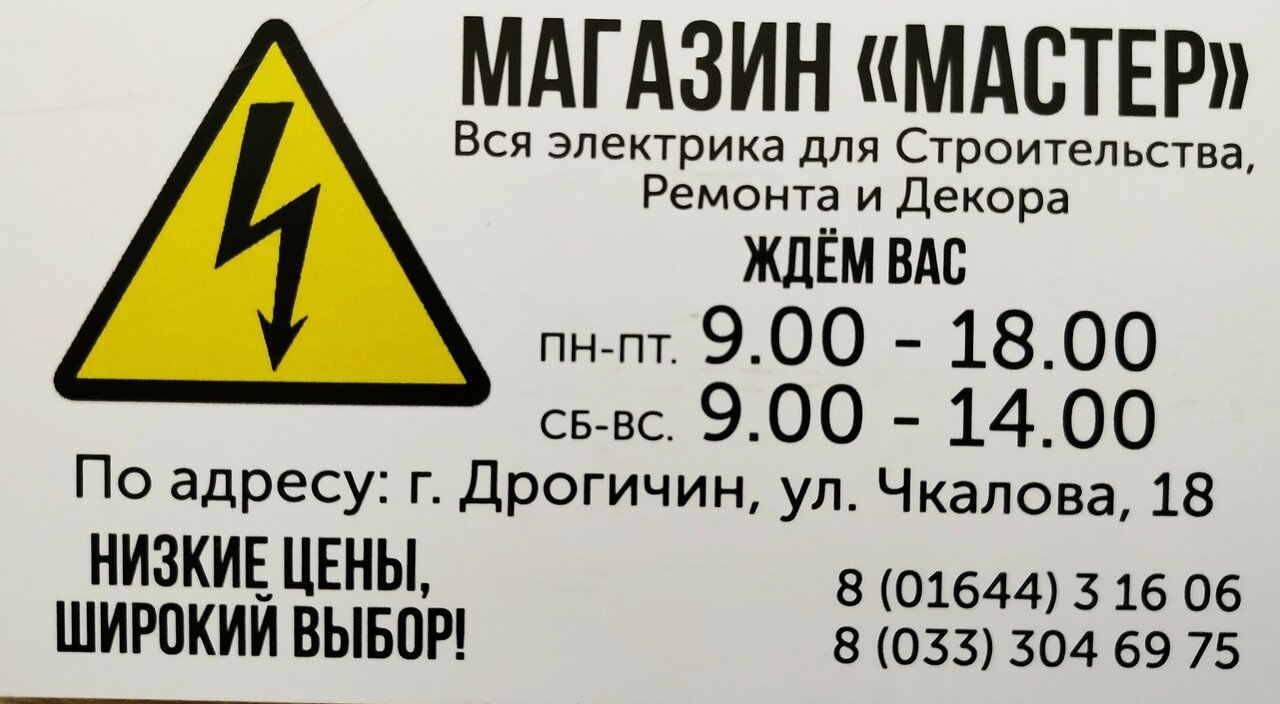 МАГАЗИН «МАСТЕР»
Вся электрика для Строительства,
Ремонта и Декора
ЖДЁМ ВАС
ПН-ПТ. 9.00 - 18.00
СБ-ВС. 9.00 - 14.00
По адресу: г. Дрогичин, ул. Чкалова, 18
НИЗКИЕ ЦЕНЫ,
ШИРОКИЙ ВЫБОР!
8 (01644) 3 16 06
8 (033) 304 69 75